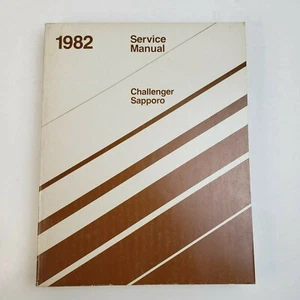 1982
Service
Manual
Challenger
Sapporo